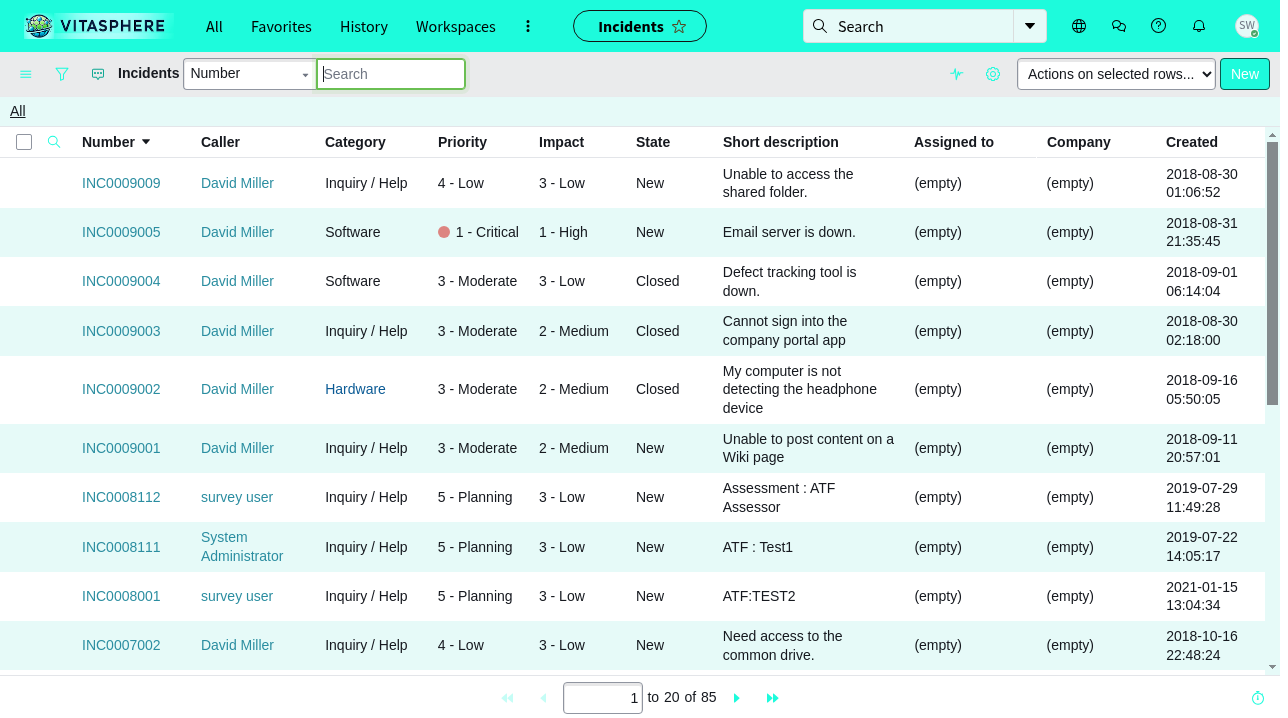 VITASPHERE All Favorites History Workspaces Incidents Search SW
Incidents Number Search Actions on selected rows... New
All
Number Caller Category Priority Impact State Short description Assigned to Company Created
INC0009009 David Miller Inquiry / Help 4 - Low 3 - Low New Unable to access the shared folder. (empty) (empty) 2018-08-30 01:06:52
INC0009005 David Miller Software 1 - Critical 1 - High New Email server is down. (empty) (empty) 2018-08-31 21:35:45
INC0009004 David Miller Software 3 - Moderate 3 - Low Closed Defect tracking tool is down. (empty) (empty) 2018-09-01 06:14:04
INC0009003 David Miller Inquiry / Help 3 - Moderate 2 - Medium Closed Cannot sign into the company portal app (empty) (empty) 2018-08-30 02:18:00
INC0009002 David Miller Hardware 3 - Moderate 2 - Medium Closed My computer is not detecting the headphone device (empty) (empty) 2018-09-16 05:50:05
INC0009001 David Miller Inquiry / Help 3 - Moderate 2 - Medium New Unable to post content on a Wiki page (empty) (empty) 2018-09-11 20:57:01
INC0008112 survey user Inquiry / Help 5 - Planning 3 - Low New Assessment : ATF Assessor (empty) (empty) 2019-07-29 11:49:28
INC0008111 System Administrator Inquiry / Help 5 - Planning 3 - Low New ATF : Test1 (empty) (empty) 2019-07-22 14:05:17
INC0008001 survey user Inquiry / Help 5 - Planning 3 - Low New ATF:TEST2 (empty) (empty) 2021-01-15 13:04:34
INC0007002 David Miller Inquiry / Help 4 - Low 3 - Low New Need access to the common drive. (empty) (empty) 2018-10-16 22:48:24
1 to 20 of 85